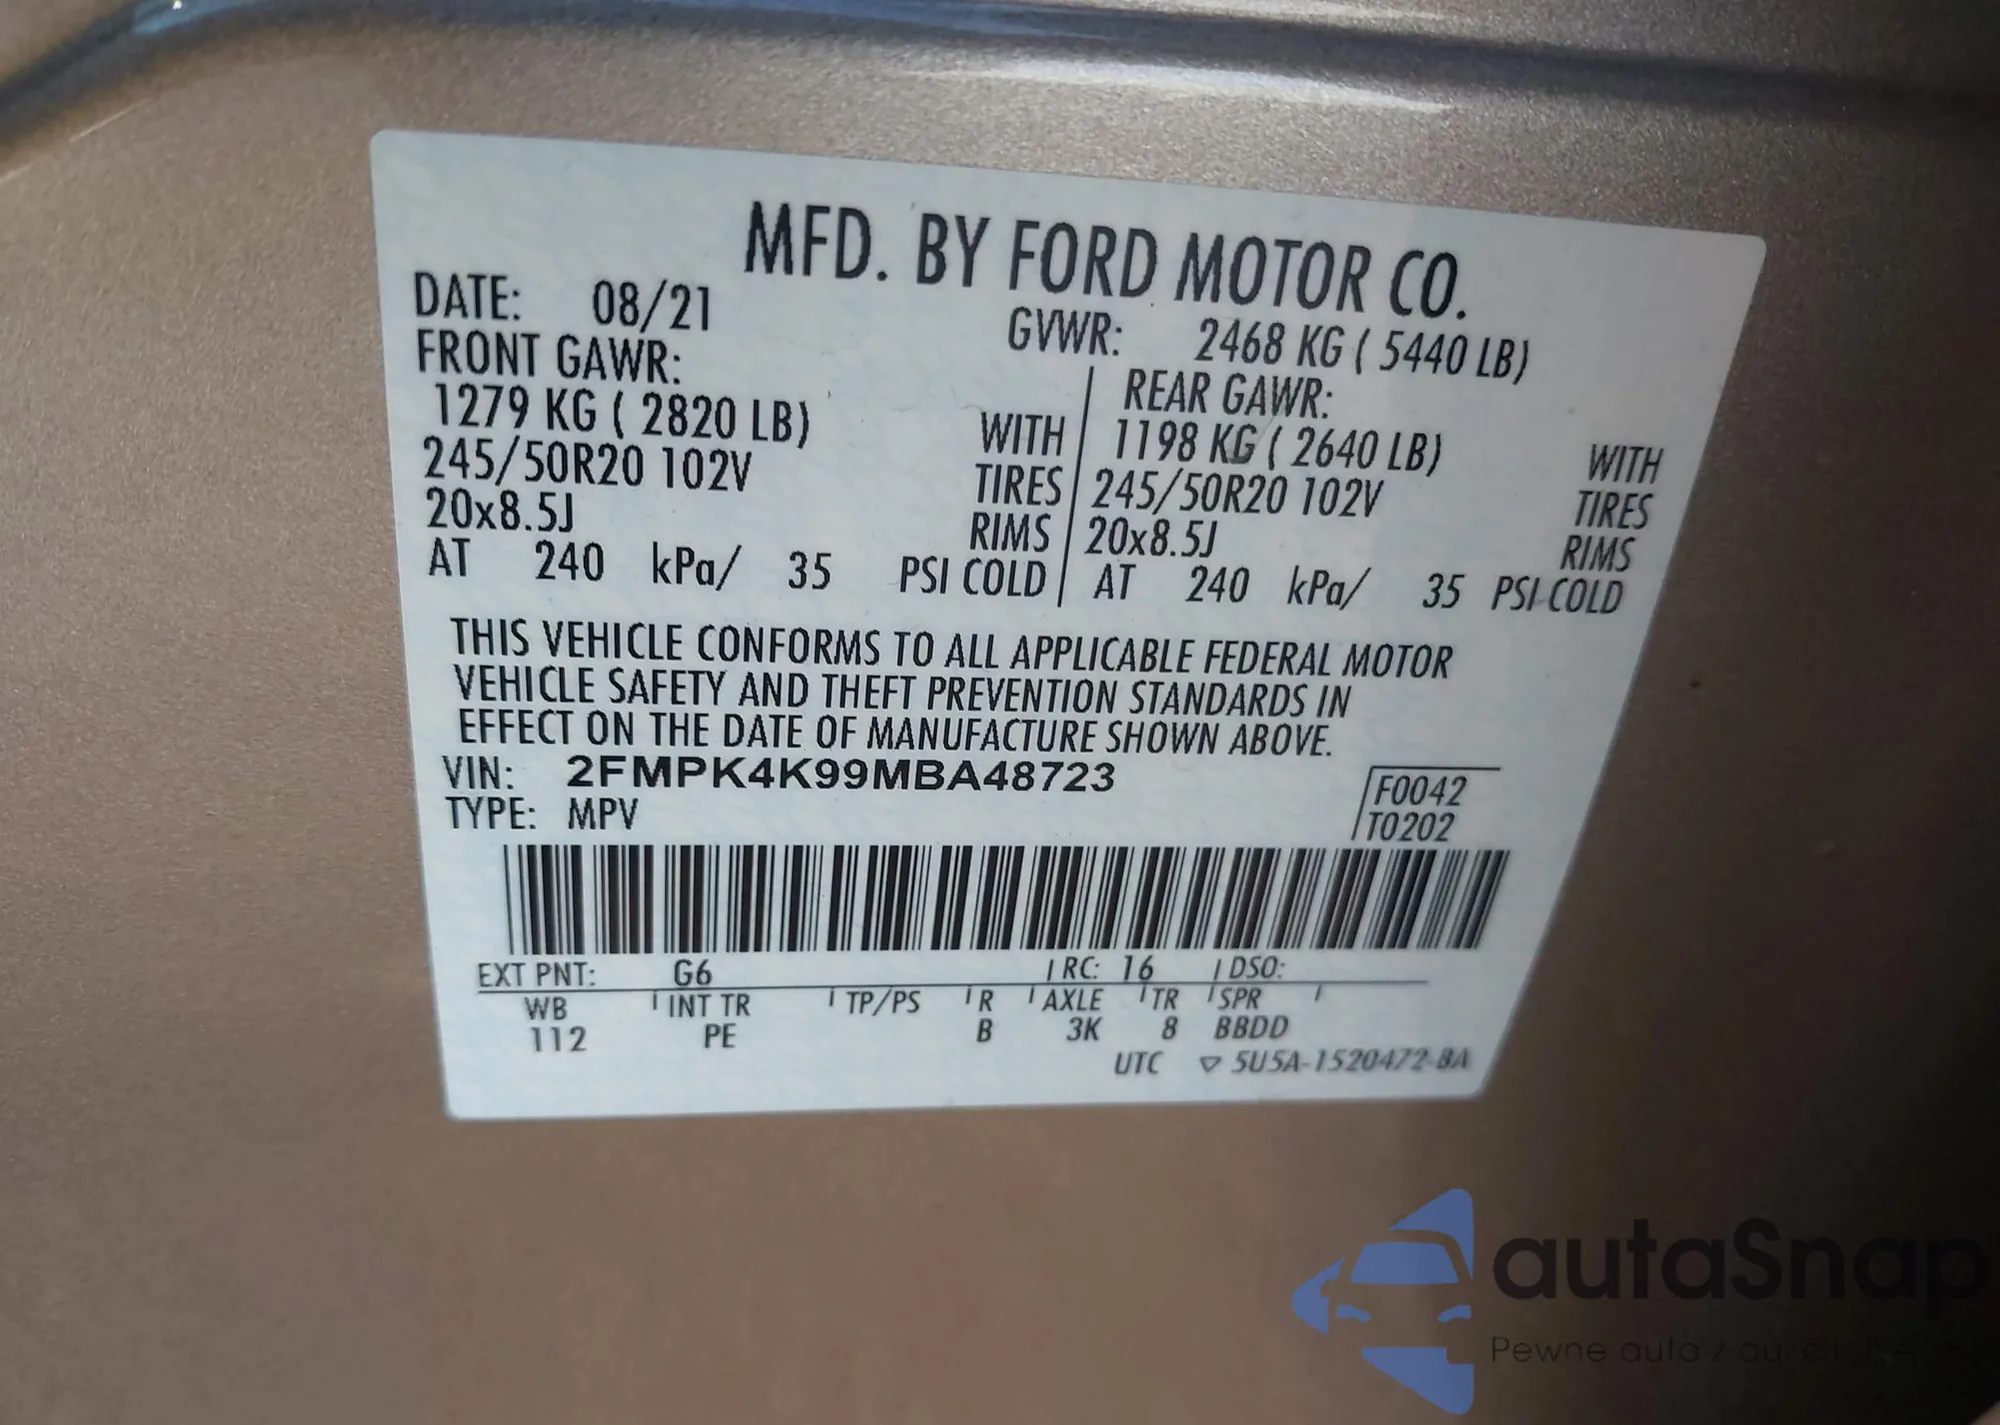 MFD. BY FORD MOTOR CO.
DATE: 08/21 GVWR: 2468 KG ( 5440 LB)
FRONT GAWR: REAR GAWR:
1279 KG ( 2820 LB) WITH 1198 KG ( 2640 LB) WITH
245/50R20 102V TIRES 245/50R20 102V TIRES
20x8.5J RIMS 20x8.5J RIMS
AT 240 kPa/ 35 PSI COLD AT 240 kPa/ 35 PSI COLD
THIS VEHICLE CONFORMS TO ALL APPLICABLE FEDERAL MOTOR
VEHICLE SAFETY AND THEFT PREVENTION STANDARDS IN
EFFECT ON THE DATE OF MANUFACTURE SHOWN ABOVE.
VIN: 2FMPK4K99MBA48723 F0042
TYPE: MPV T0202
EXT PNT: G6 RC: 16 DSO:
WB INT TR TP/PS R AXLE TR SPR
112 PE B 3K 8 BBDD
UTC ▽ 5U5A-1520472-BA
autaSnap
Pewne auta z